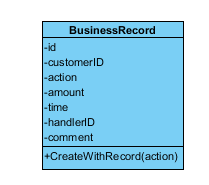 BusinessRecord
-id
-customerID
-action
-amount
-time
-handlerID
-comment
+CreateWithRecord(action)